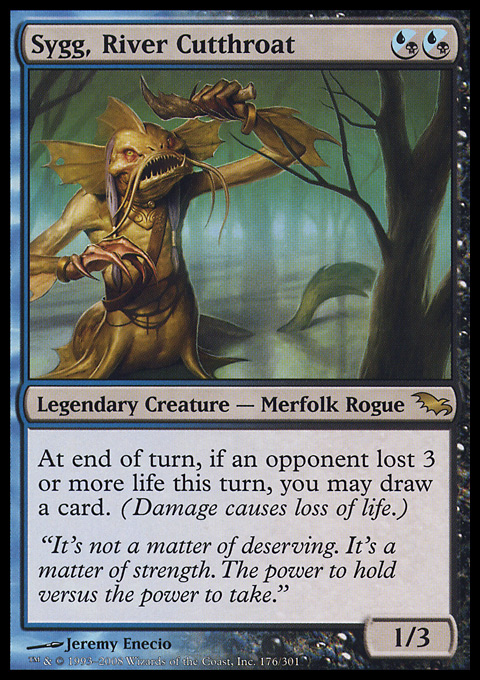 Sygg, River Cutthroat
Legendary Creature — Merfolk Rogue
At end of turn, if an opponent lost 3
or more life this turn, you may draw
a card. (Damage causes loss of life.)
“It’s not a matter of deserving. It’s a
matter of strength. The power to hold
versus the power to take.”
Jeremy Enecio
1/3
™ & © 1993–2008 Wizards of the Coast, Inc. 176/301